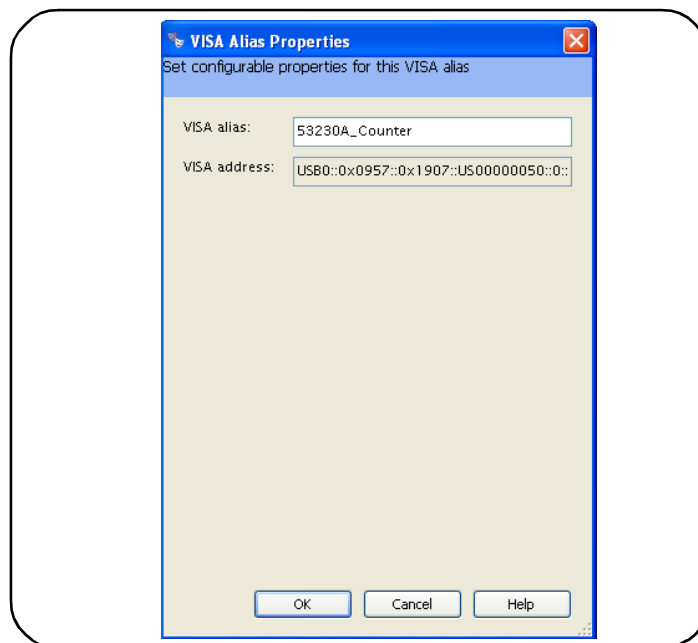 VISA Alias Properties
Set configurable properties for this VISA alias
VISA alias: 53230A_Counter
VISA address: USB0::0x0957::0x1907::US00000050::0::
OK Cancel Help